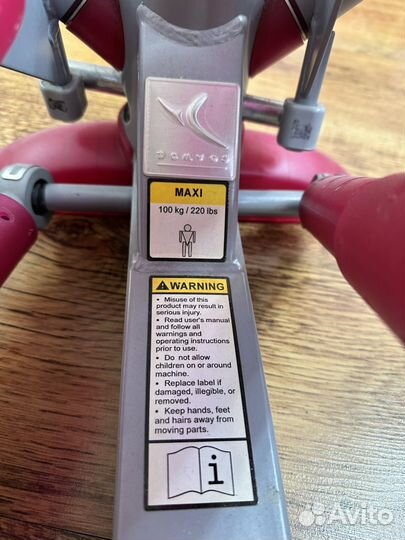 DOMYOS
MAXI
100 kg / 220 lbs
WARNING
• Misuse of this
product may result in
serious injury.
• Read user's manual
and follow all
warnings and
operating instructions
prior to use.
• Do not allow
children on or around
machine.
• Replace label if
damaged, illegible, or
removed.
• Keep hands, feet
and hairs away from
moving parts.
i
Avito